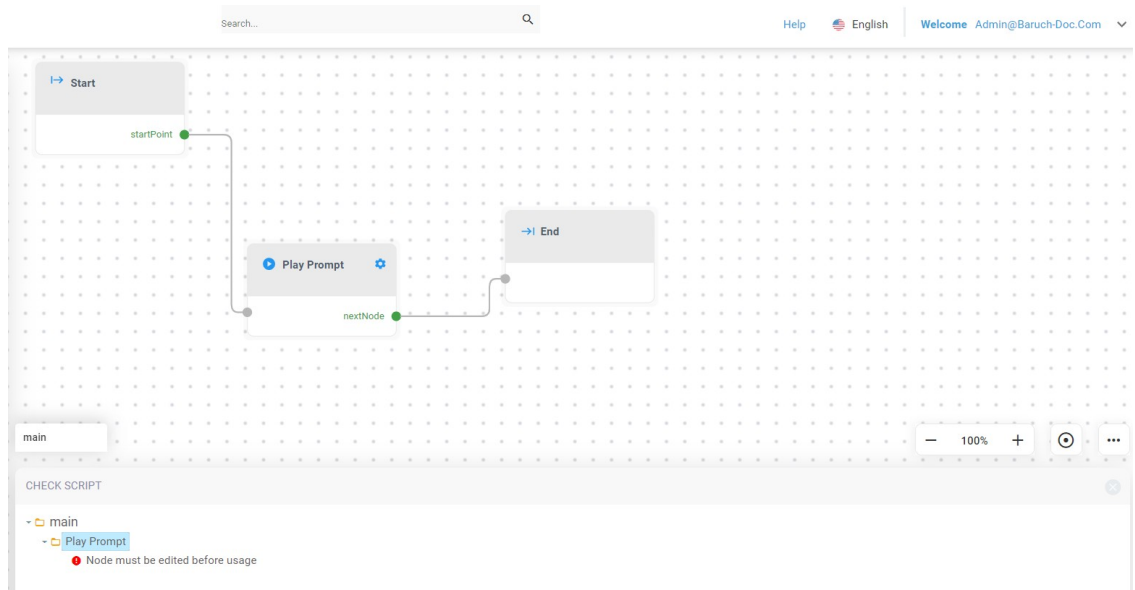 Search...
Help
English
Welcome Admin@Baruch-Doc.Com
Start
startPoint
End
Play Prompt
nextNode
main
100%
CHECK SCRIPT
main
Play Prompt
Node must be edited before usage